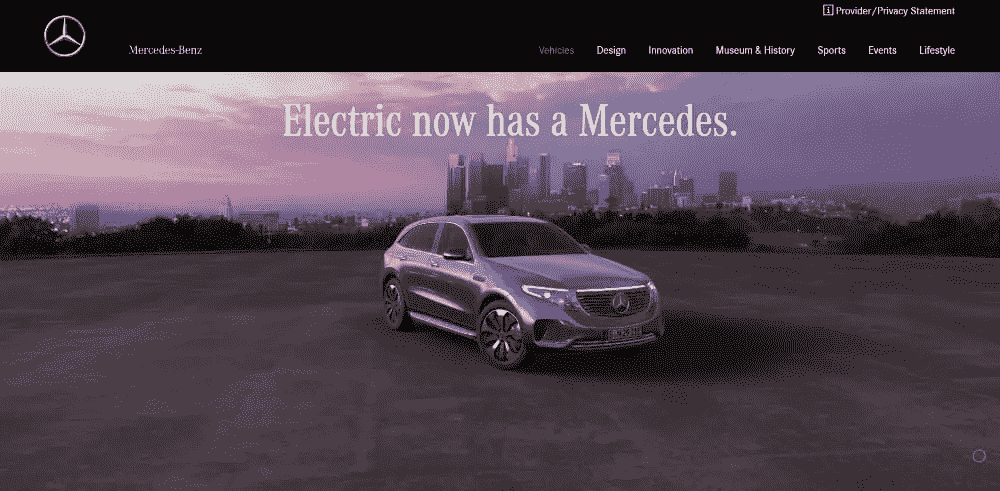 Provider/Privacy Statement
Mercedes-Benz
Vehicles Design Innovation Museum & History Sports Events Lifestyle
Electric now has a Mercedes.